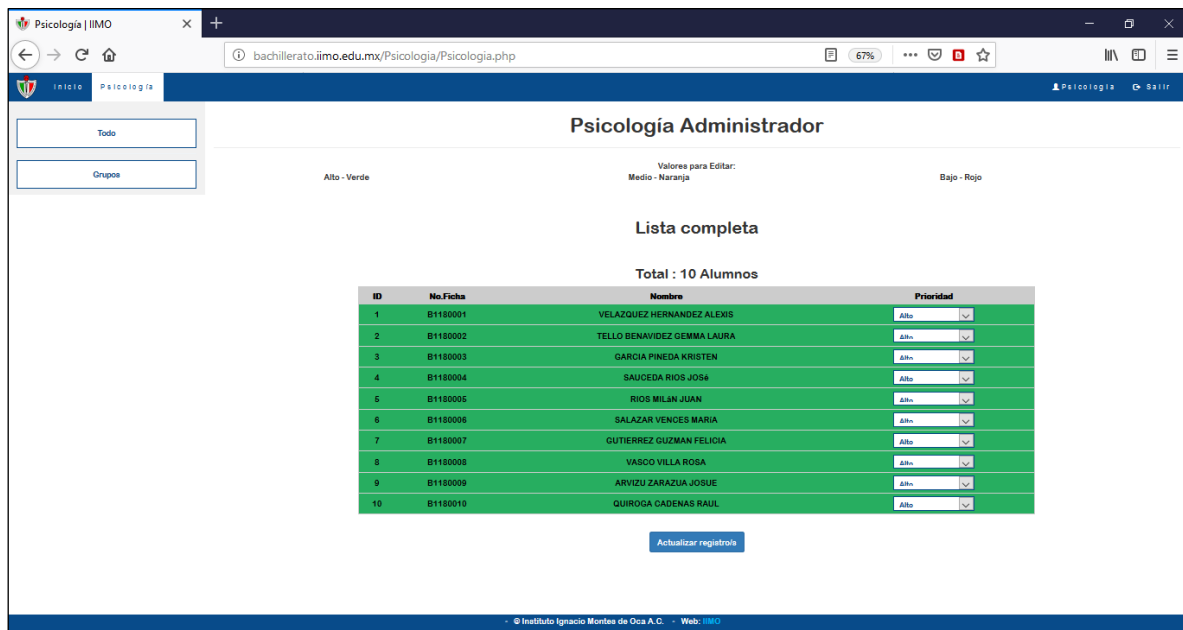 Psicología | IIMO
bachillerato.iimo.edu.mx/Psicologia/Psicologia.php
67%
Inicio Psicología Psicología Salir
Todo
Grupos
Psicología Administrador
Valores para Editar:
Alto - Verde Medio - Naranja Bajo - Rojo
Lista completa
Total : 10 Alumnos
ID No.Ficha Nombre Prioridad
1 B1180001 VELAZQUEZ HERNANDEZ ALEXIS Alto
2 B1180002 TELLO BENAVIDEZ GEMMA LAURA Alto
3 B1180003 GARCIA PINEDA KRISTEN Alto
4 B1180004 SAUCEDA RIOS JOSé Alto
5 B1180005 RIOS MILáN JUAN Alto
6 B1180006 SALAZAR VENCES MARíA Alto
7 B1180007 GUTIERREZ GUZMAN FELICIA Alto
8 B1180008 VASCO VILLA ROSA Alto
9 B1180009 ARVIZU ZARAZUA JOSUE Alto
10 B1180010 QUIROGA CADENAS RAUL Alto
Actualizar registro/s
- © Instituto Ignacio Montes de Oca A.C. - Web: IIMO